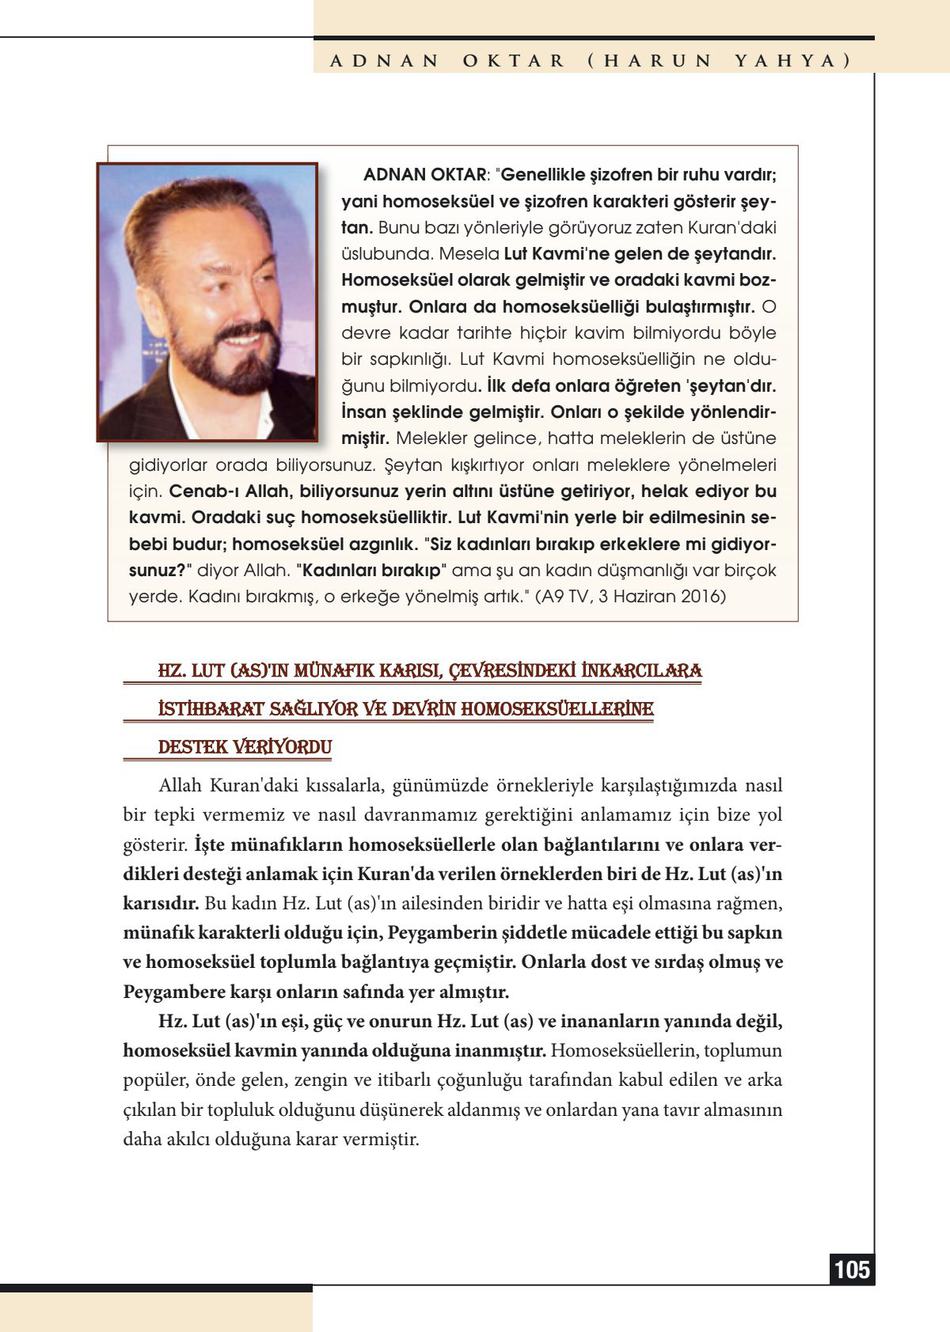 ADNAN OKTAR (HARUN YAHYA)
ADNAN OKTAR: "Genellikle şizofren bir ruhu vardır;
yani homoseksüel ve şizofren karakteri gösterir şey-
tan. Bunu bazı yönleriyle görüyoruz zaten Kuran'daki
üslubunda. Mesela Lut Kavmi'ne gelen de şeytandır.
Homoseksüel olarak gelmiştir ve oradaki kavmi boz-
muştur. Onlara da homoseksüelliği bulaştırmıştır. O
devre kadar tarihte hiçbir kavim bilmiyordu böyle
bir sapkınlığı. Lut Kavmi homoseksüelliğin ne oldu-
ğunu bilmiyordu. İlk defa onlara öğreten 'şeytan'dır.
İnsan şeklinde gelmiştir. Onları o şekilde yönlendir-
miştir. Melekler gelince, hatta meleklerin de üstüne
gidiyorlar orada biliyorsunuz. Şeytan kışkırtıyor onları meleklere yönelmeleri
için. Cenab-ı Allah, biliyorsunuz yerin altını üstüne getiriyor, helak ediyor bu
kavmi. Oradaki suç homoseksüelliktir. Lut Kavmi'nin yerle bir edilmesinin se-
bebi budur; homoseksüel azgınlık. "Siz kadınları bırakıp erkeklere mi gidiyor-
sunuz?" diyor Allah. "Kadınları bırakıp" ama şu an kadın düşmanlığı var birçok
yerde. Kadını bırakmış, o erkeğe yönelmiş artık." (A9 TV, 3 Haziran 2016)
HZ. LUT (AS)'IN MÜNAFIK KARISI, ÇEVRESİNDEKİ İNKARCILARA
İSTİHBARAT SAĞLIYOR VE DEVRİN HOMOSEKSÜELLERİNE
DESTEK VERİYORDU
Allah Kuran'daki kıssalarla, günümüzde örnekleriyle karşılaştığımızda nasıl
bir tepki vermemiz ve nasıl davranmamız gerektiğini anlamamız için bize yol
gösterir. İşte münafıkların homoseksüellerle olan bağlantılarını ve onlara ver-
dikleri desteği anlamak için Kuran'da verilen örneklerden biri de Hz. Lut (as)'ın
karısıdır. Bu kadın Hz. Lut (as)'ın ailesinden biridir ve hatta eşi olmasına rağmen,
münafık karakterli olduğu için, Peygamberin şiddetle mücadele ettiği bu sapkın
ve homoseksüel toplumla bağlantıya geçmiştir. Onlarla dost ve sırdaş olmuş ve
Peygambere karşı onların safında yer almıştır.
Hz. Lut (as)'ın eşi, güç ve onurun Hz. Lut (as) ve inananların yanında değil,
homoseksüel kavmin yanında olduğuna inanmıştır. Homoseksüellerin, toplumun
popüler, önde gelen, zengin ve itibarlı çoğunluğu tarafından kabul edilen ve arka
çıkılan bir topluluk olduğunu düşünerek aldanmış ve onlardan yana tavır almasının
daha akılcı olduğuna karar vermiştir.
105